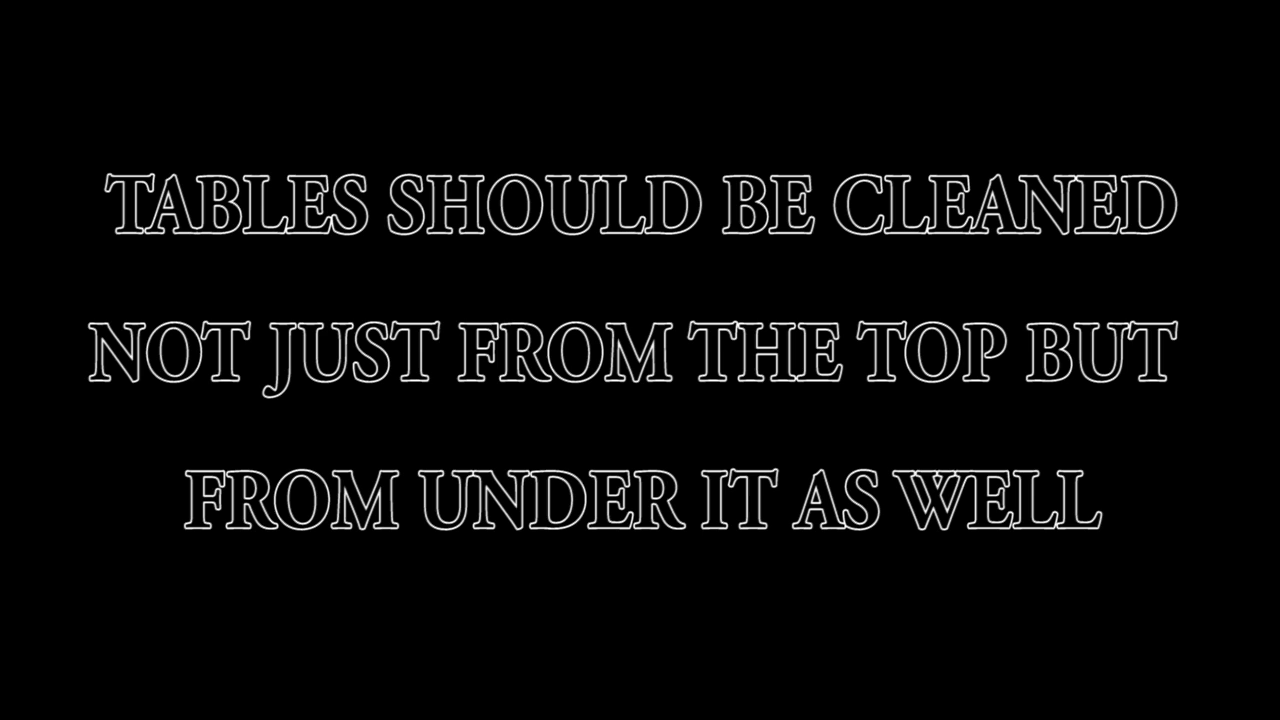 TABLES SHOULD BE CLEANED
NOT JUST FROM THE TOP BUT
FROM UNDER IT AS WELL